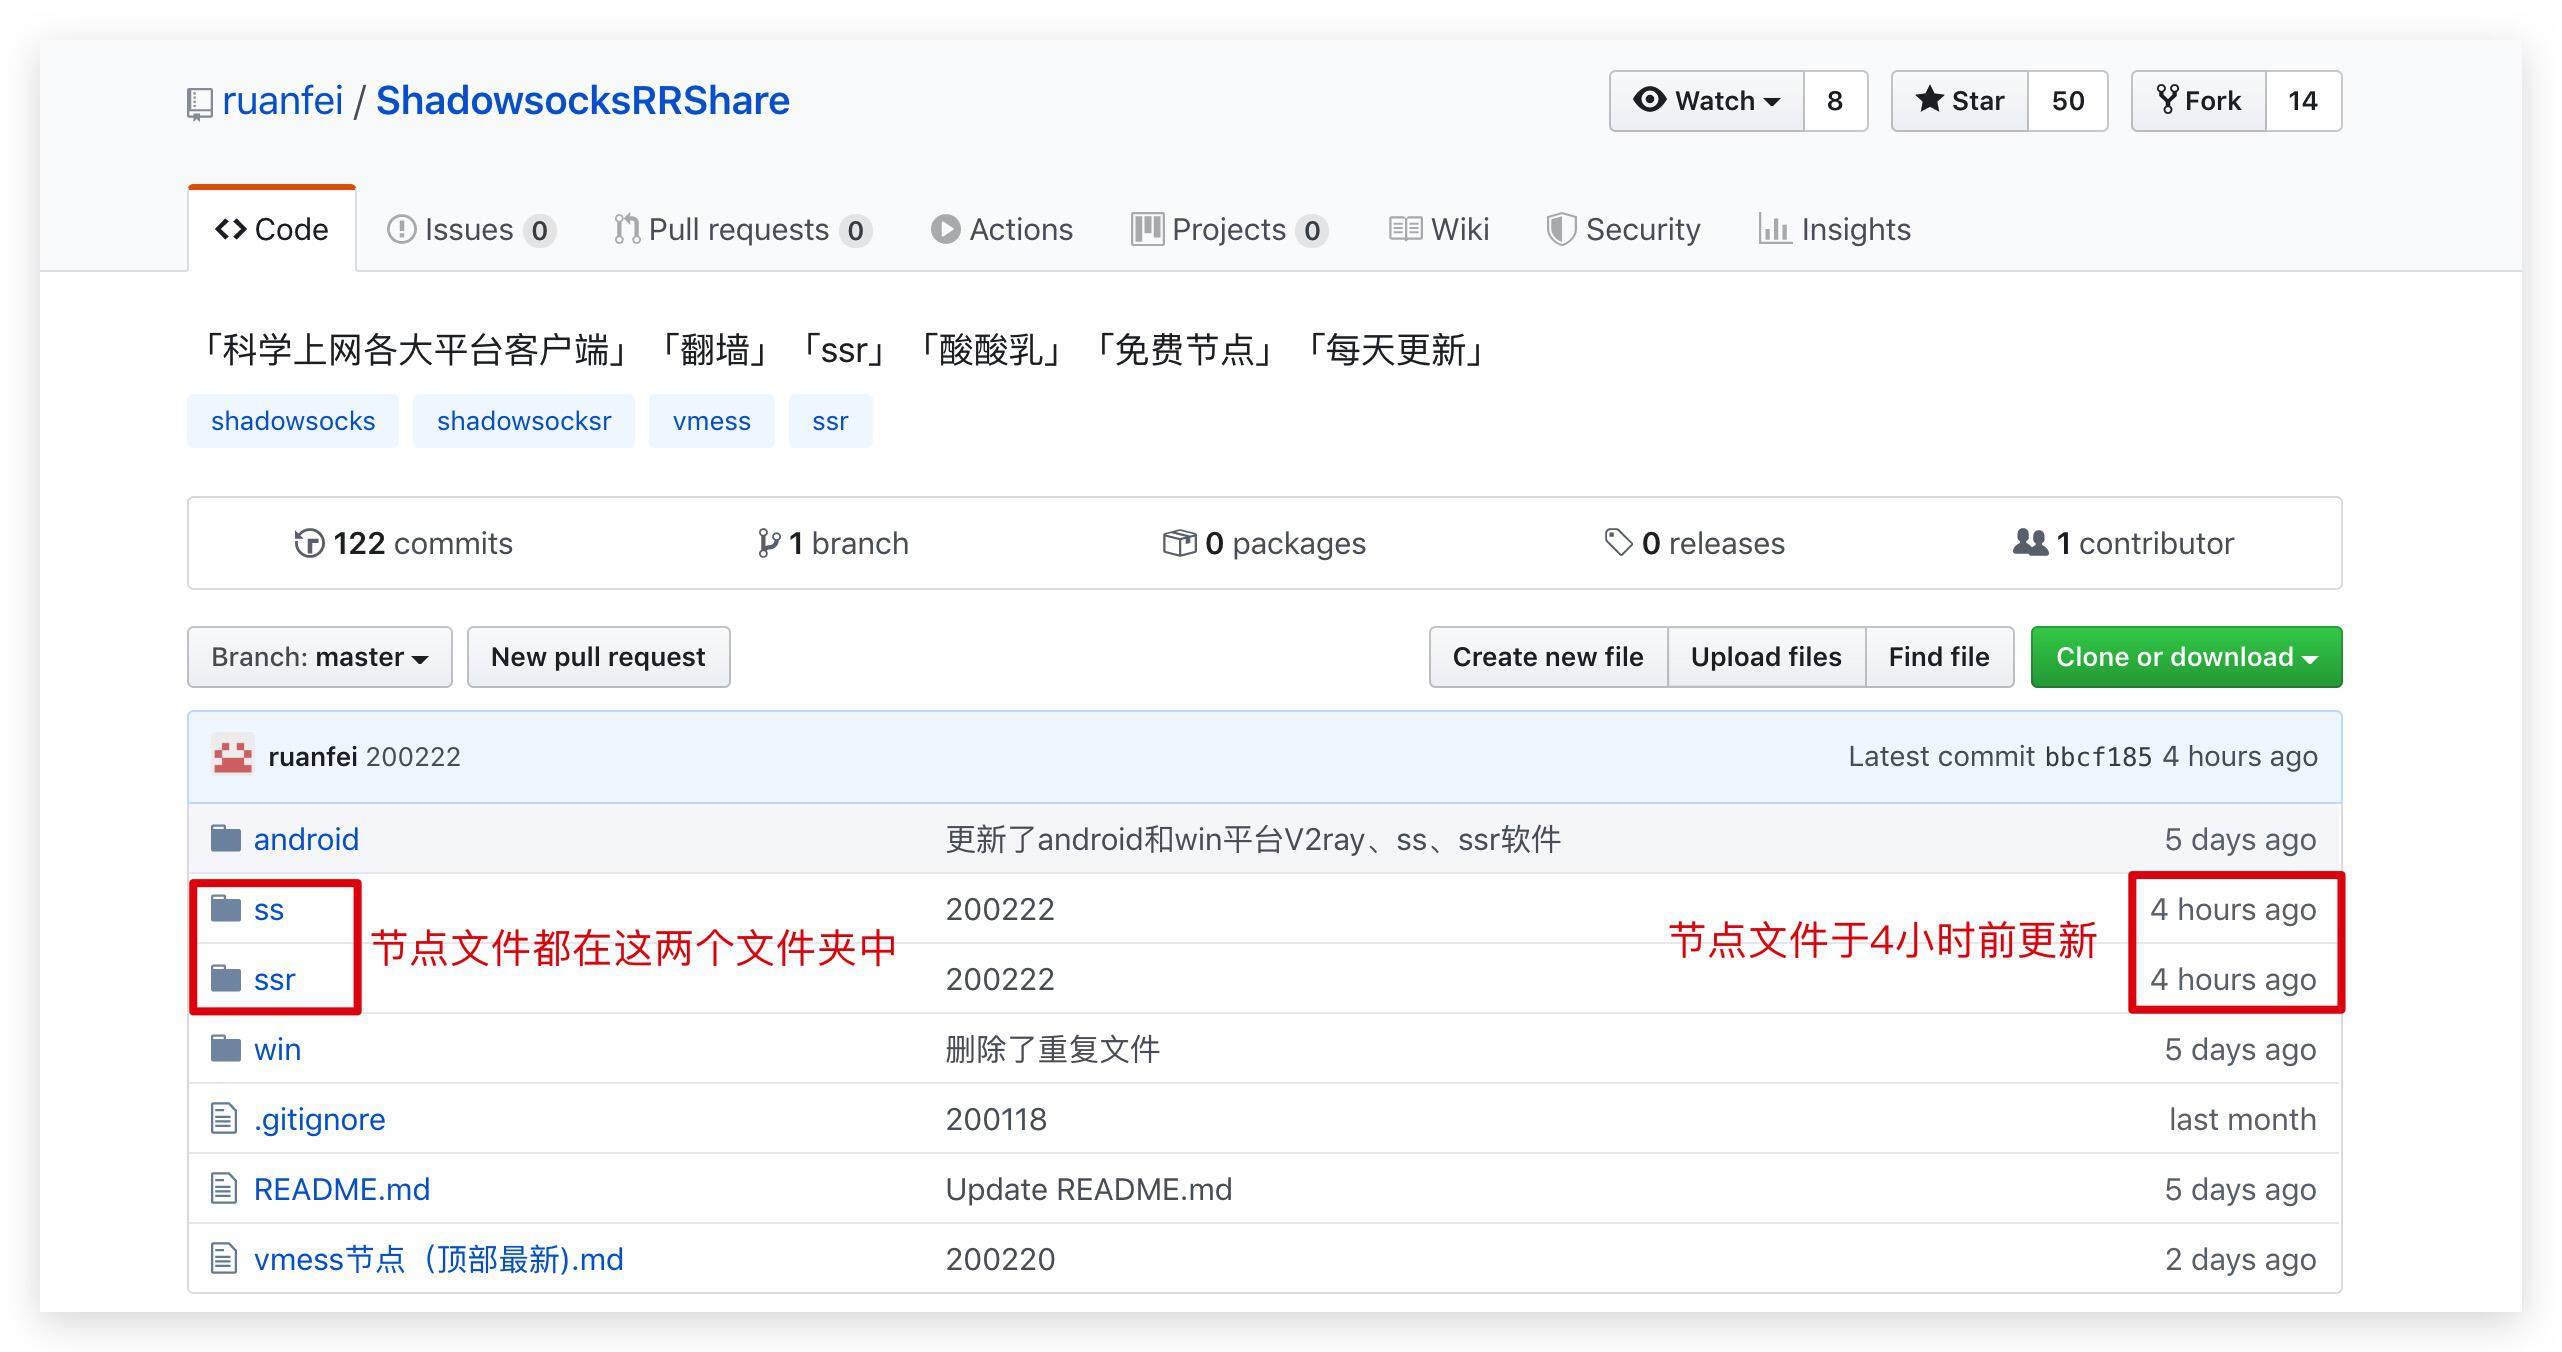 ruanfei / ShadowsocksRRShare
Watch 8 Star 50 Fork 14
Code Issues 0 Pull requests 0 Actions Projects 0 Wiki Security Insights
「科学上网各大平台客户端」「翻墙」「ssr」「酸酸乳」「免费节点」「每天更新」
shadowsocks shadowsocksr vmess ssr
122 commits 1 branch 0 packages 0 releases 1 contributor
Branch: master New pull request Create new file Upload files Find file Clone or download
ruanfei 200222 Latest commit bbcf185 4 hours ago
android 更新了android和win平台V2ray、ss、ssr软件 5 days ago
ss 200222 4 hours ago
节点文件都在这两个文件夹中 节点文件于4小时前更新
ssr 200222 4 hours ago
win 删除了重复文件 5 days ago
.gitignore 200118 last month
README.md Update README.md 5 days ago
vmess节点（顶部最新).md 200220 2 days ago